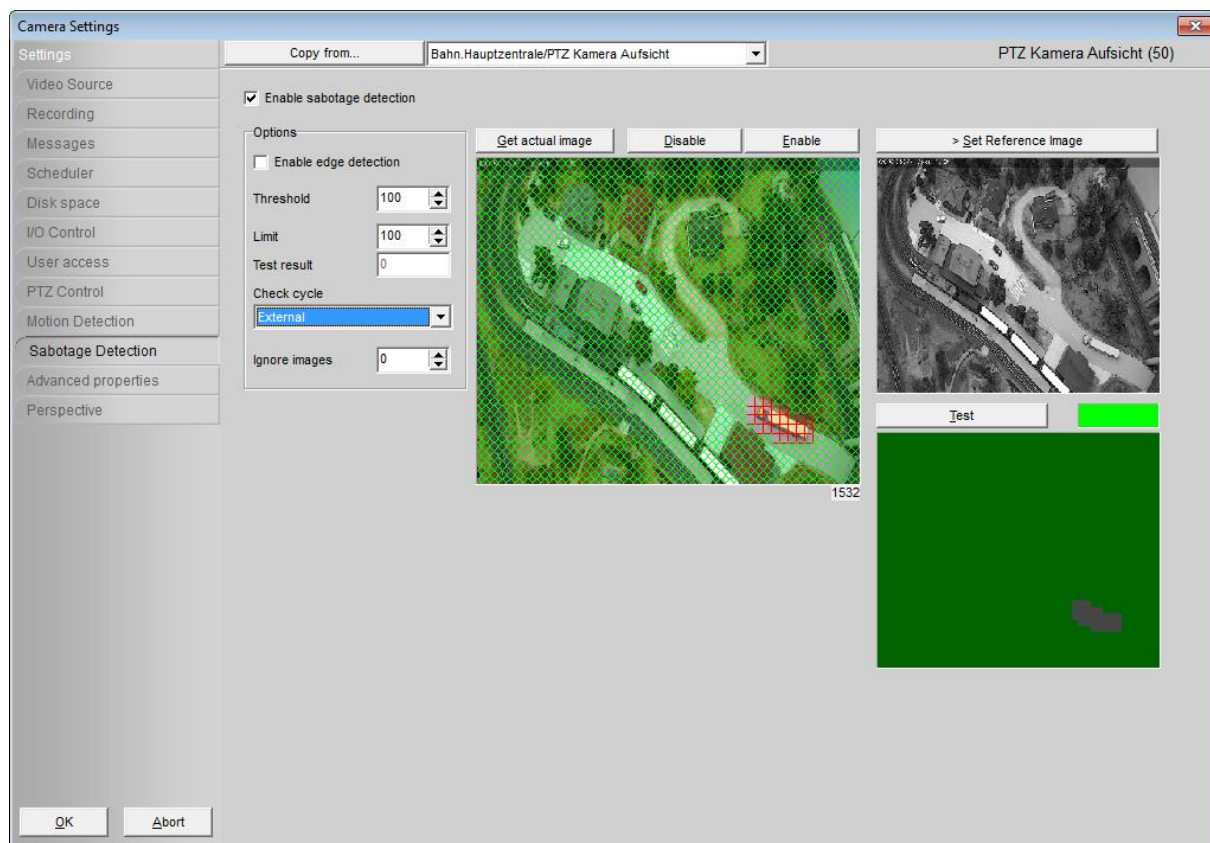 Camera Settings
Settings
Copy from...
Bahn.Hauptzentrale/PTZ Kamera Aufsicht
PTZ Kamera Aufsicht (50)
Video Source
Recording
Messages
Scheduler
Disk space
I/O Control
User access
PTZ Control
Motion Detection
Sabotage Detection
Advanced properties
Perspective
Enable sabotage detection
Options
Enable edge detection
Threshold 100
Limit 100
Test result 0
Check cycle
External
Ignore images 0
Get actual image
Disable
Enable
1532
> Set Reference Image
Test
OK
Abort